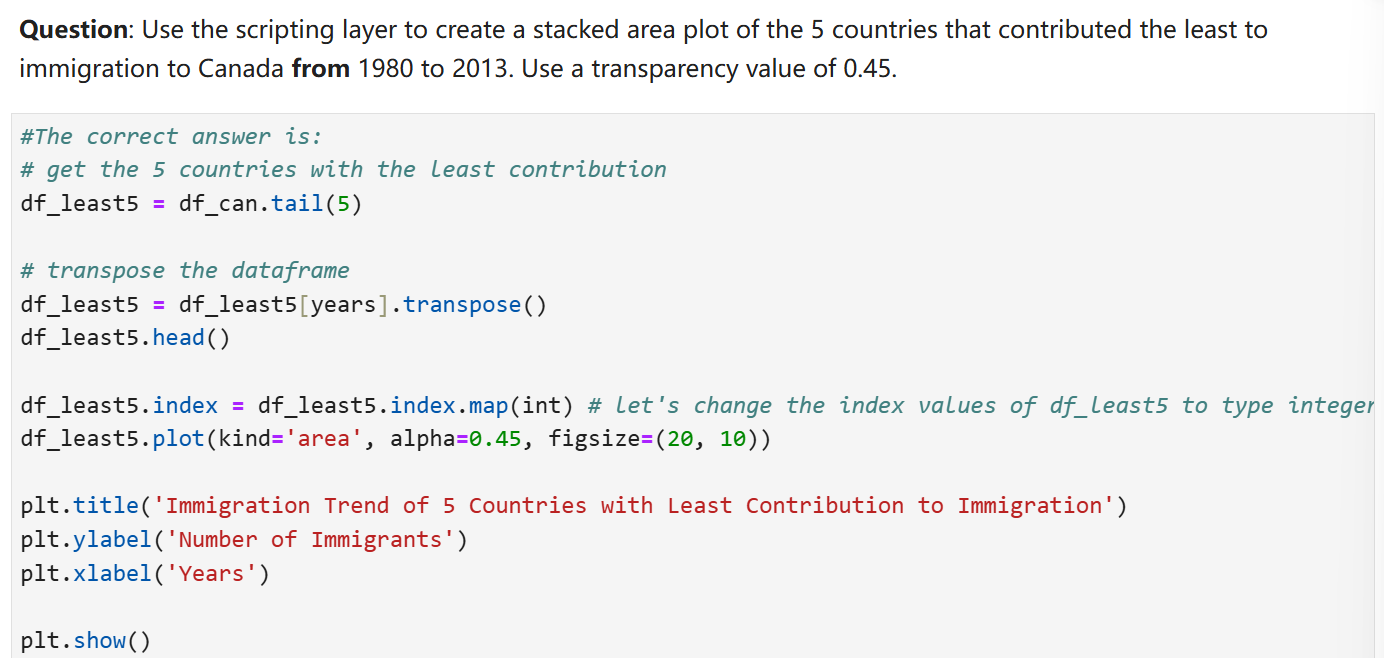 Question: Use the scripting layer to create a stacked area plot of the 5 countries that contributed the least to
immigration to Canada from 1980 to 2013. Use a transparency value of 0.45.
#The correct answer is:
# get the 5 countries with the least contribution
df_least5 = df_can.tail(5)
# transpose the dataframe
df_least5 = df_least5[years].transpose()
df_least5.head()
df_least5.index = df_least5.index.map(int) # let's change the index values of df_least5 to type integer
df_least5.plot(kind='area', alpha=0.45, figsize=(20, 10))
plt.title('Immigration Trend of 5 Countries with Least Contribution to Immigration')
plt.ylabel('Number of Immigrants')
plt.xlabel('Years')
plt.show()